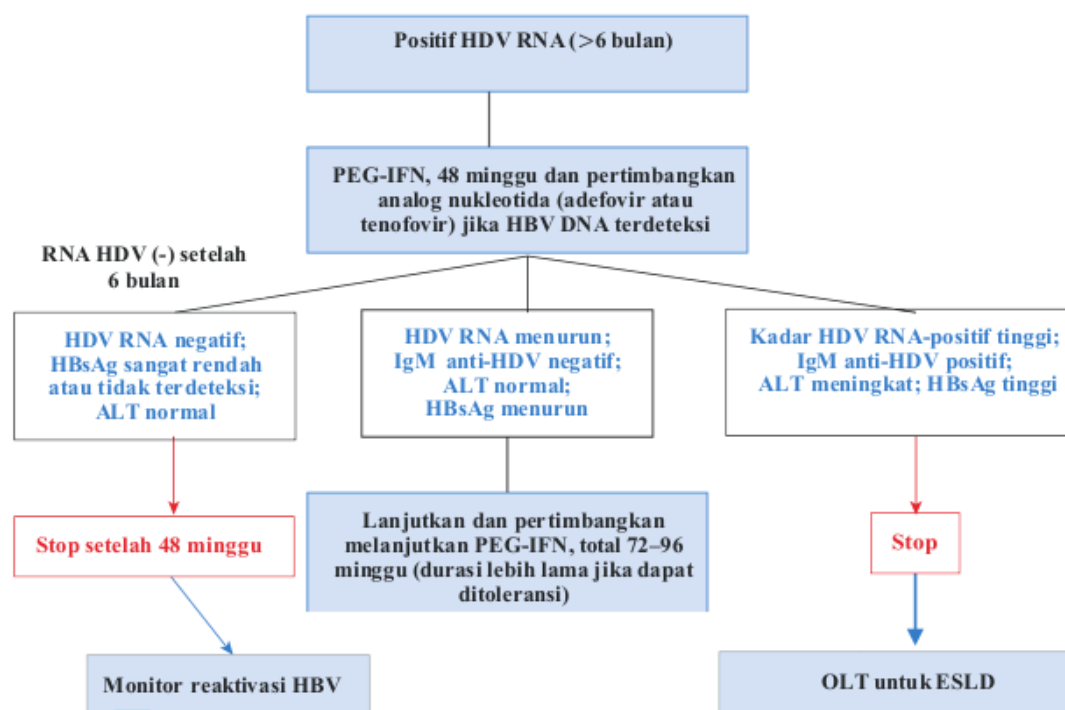 Positif HDV RNA (>6 bulan)
PEG-IFN, 48 minggu dan pertimbangkan
analog nukleotida (adefovir atau
tenofovir) jika HBV DNA terdeteksi
RNA HDV (-) setelah
6 bulan
HDV RNA negatif;
HBsAg sangat rendah
atau tidak terdeteksi;
ALT normal
HDV RNA menurun;
IgM anti-HDV negatif;
ALT normal;
HBsAg menurun
Kadar HDV RNA-positif tinggi;
IgM anti-HDV positif;
ALT meningkat; HBsAg tinggi
Stop setelah 48 minggu
Lanjutkan dan pertimbangkan
melanjutkan PEG-IFN, total 72–96
minggu (durasi lebih lama jika dapat
ditoleransi)
Stop
Monitor reaktivasi HBV
OLT untuk ESLD